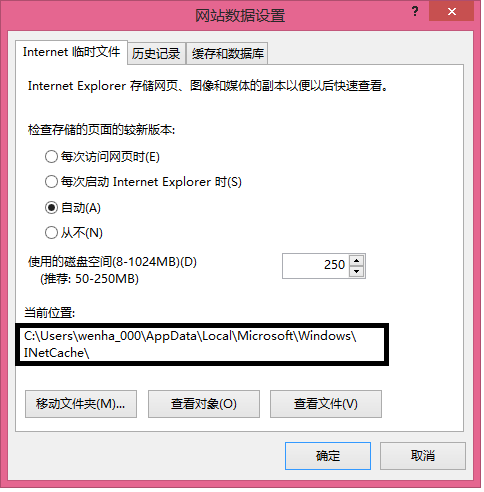 网站数据设置
Internet 临时文件
历史记录
缓存和数据库
Internet Explorer 存储网页、图像和媒体的副本以便以后快速查看。
检查存储的页面的较新版本:
每次访问网页时(E)
每次启动 Internet Explorer 时(S)
自动(A)
从不(N)
使用的磁盘空间(8-1024MB)(D)
250
(推荐: 50-250MB)
当前位置:
C:\Users\wenha_000\AppData\Local\Microsoft\Windows\
INetCache\
移动文件夹(M)...
查看对象(O)
查看文件(V)
确定
取消